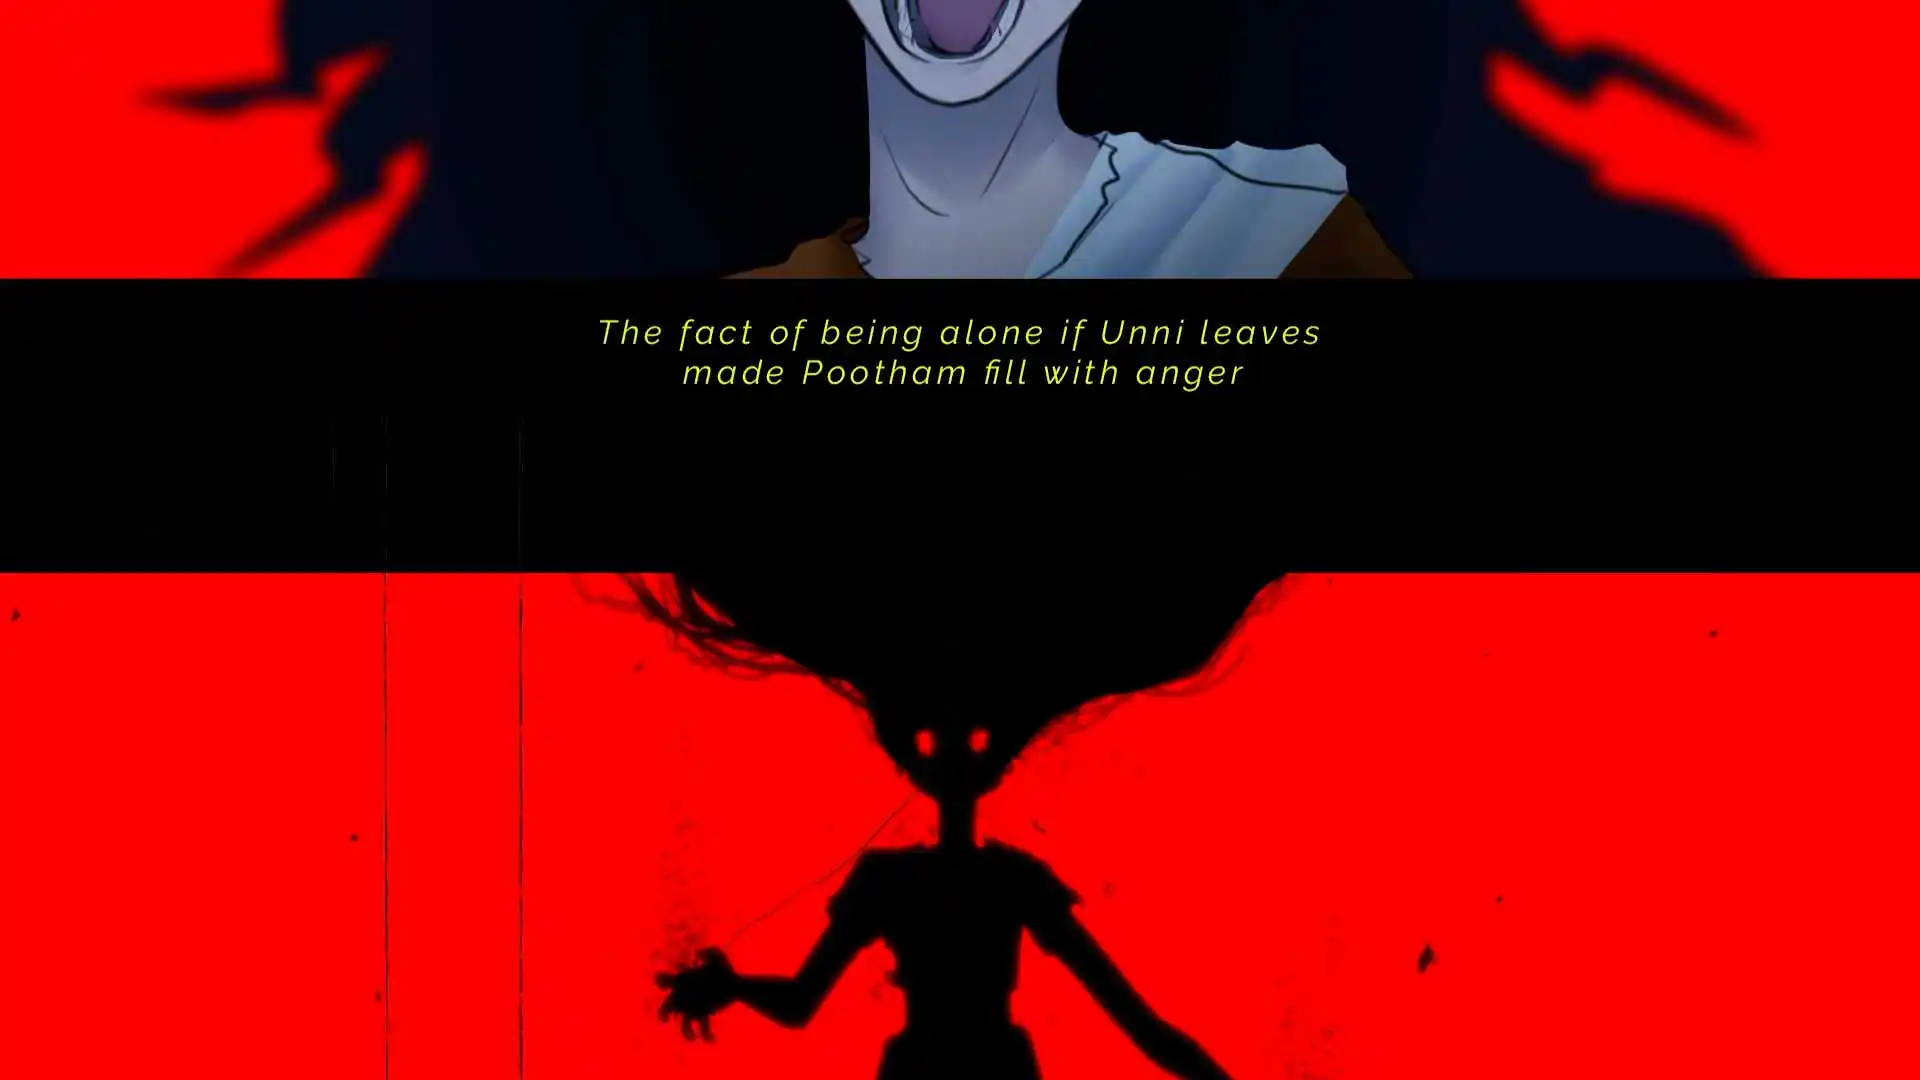 The fact of being alone if Unni leaves
made Pootham fill with anger